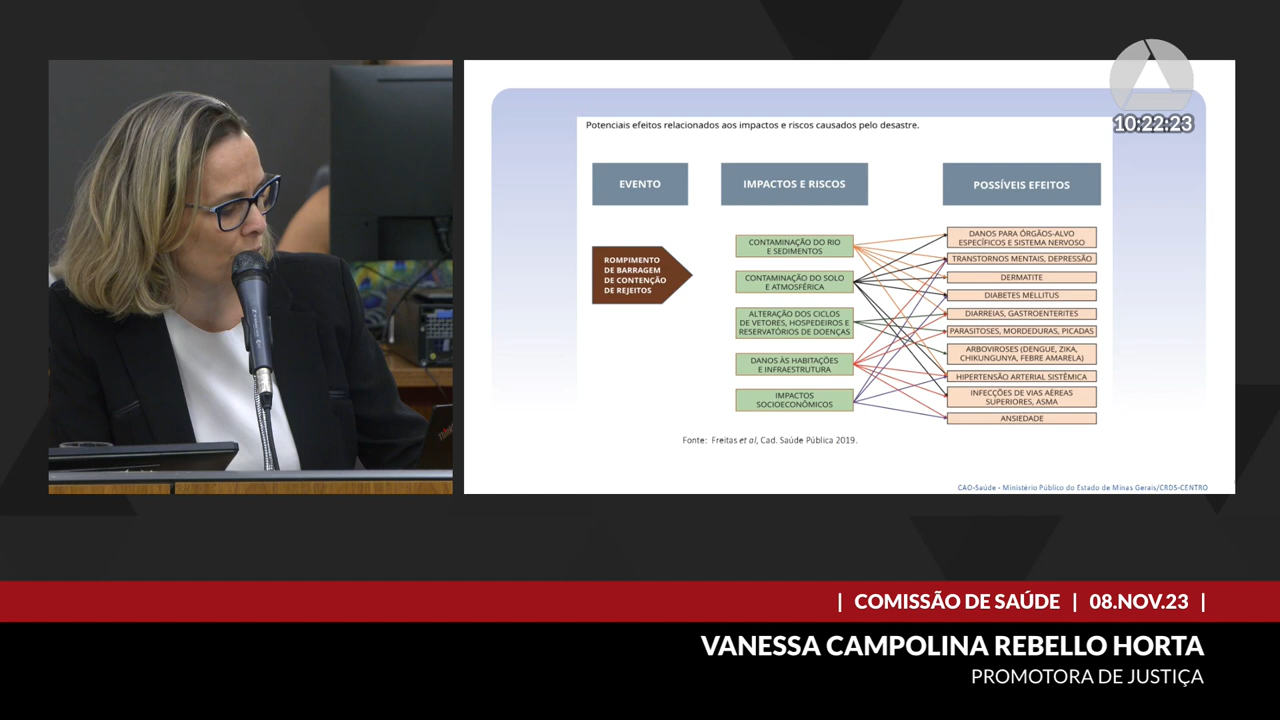 10:22:23
Potenciais efeitos relacionados aos impactos e riscos causados pelo desastre.
EVENTO
IMPACTOS E RISCOS
POSSÍVEIS EFEITOS
ROMPIMENTO
DE BARRAGEM
DE CONTENÇÃO
DE REJEITOS
CONTAMINAÇÃO DO RIO
E SEDIMENTOS
CONTAMINAÇÃO DO SOLO
E ATMOSFÉRICA
ALTERAÇÃO DOS CICLOS
DE VETORES, HOSPEDEIROS E
RESERVATÓRIOS DE DOENÇAS
DANOS ÀS HABITAÇÕES
E INFRAESTRUTURA
IMPACTOS
SOCIOECONÔMICOS
DANOS PARA ÓRGÃOS-ALVO
ESPECÍFICOS E SISTEMA NERVOSO
TRANSTORNOS MENTAIS, DEPRESSÃO
DERMATITE
DIABETES MELLITUS
DIARREIAS, GASTROENTERITES
PARASITOSES, MORDEDURAS, PICADAS
ARBOVIROSES (DENGUE, ZIKA,
CHIKUNGUNYA, FEBRE AMARELA)
HIPERTENSÃO ARTERIAL SISTÊMICA
INFECÇÕES DE VIAS AÉREAS
SUPERIORES, ASMA
ANSIEDADE
Fonte: Freitas et al, Cad. Saúde Pública 2019.
CAO-Saúde - Ministério Público do Estado de Minas Gerais/CRDS-CENTRO
| COMISSÃO DE SAÚDE | 08.NOV.23 |
VANESSA CAMPOLINA REBELLO HORTA
PROMOTORA DE JUSTIÇA